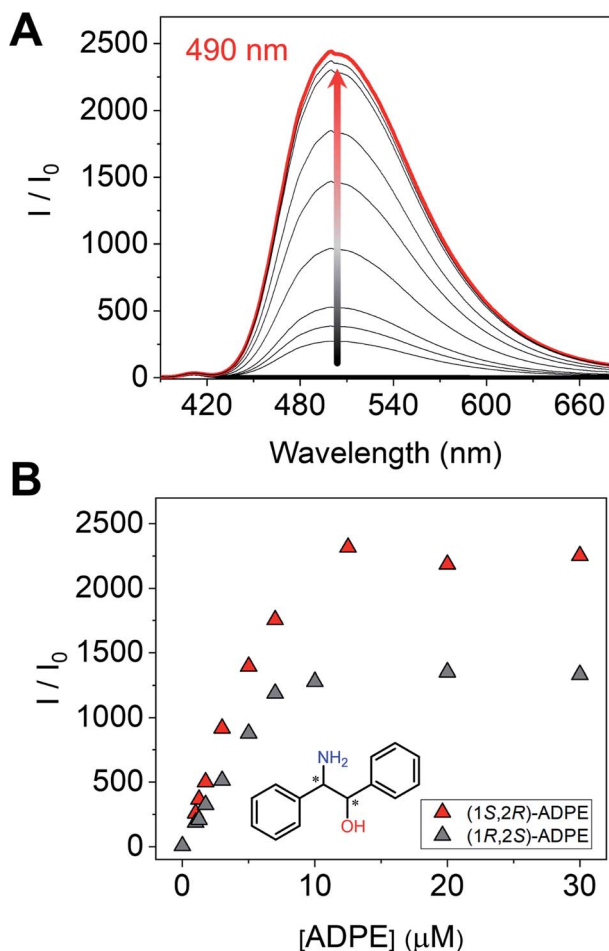 A
490 nm
2500
2000
1500
1000
500
0
I / I₀
420 480 540 600 660
Wavelength (nm)
B
2500
2000
1500
1000
500
0
I / I₀
NH₂
*
*
OH
(1S,2R)-ADPE
(1R,2S)-ADPE
0 10 20 30
[ADPE] (μM)